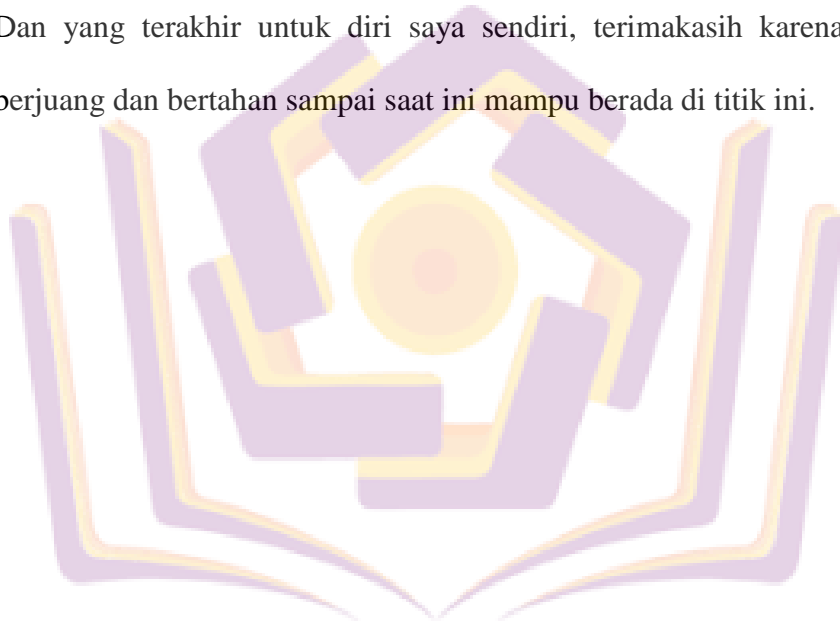 Dan yang terakhir untuk diri saya sendiri, terimakasih karena
berjuang dan bertahan sampai saat ini mampu berada di titik ini.